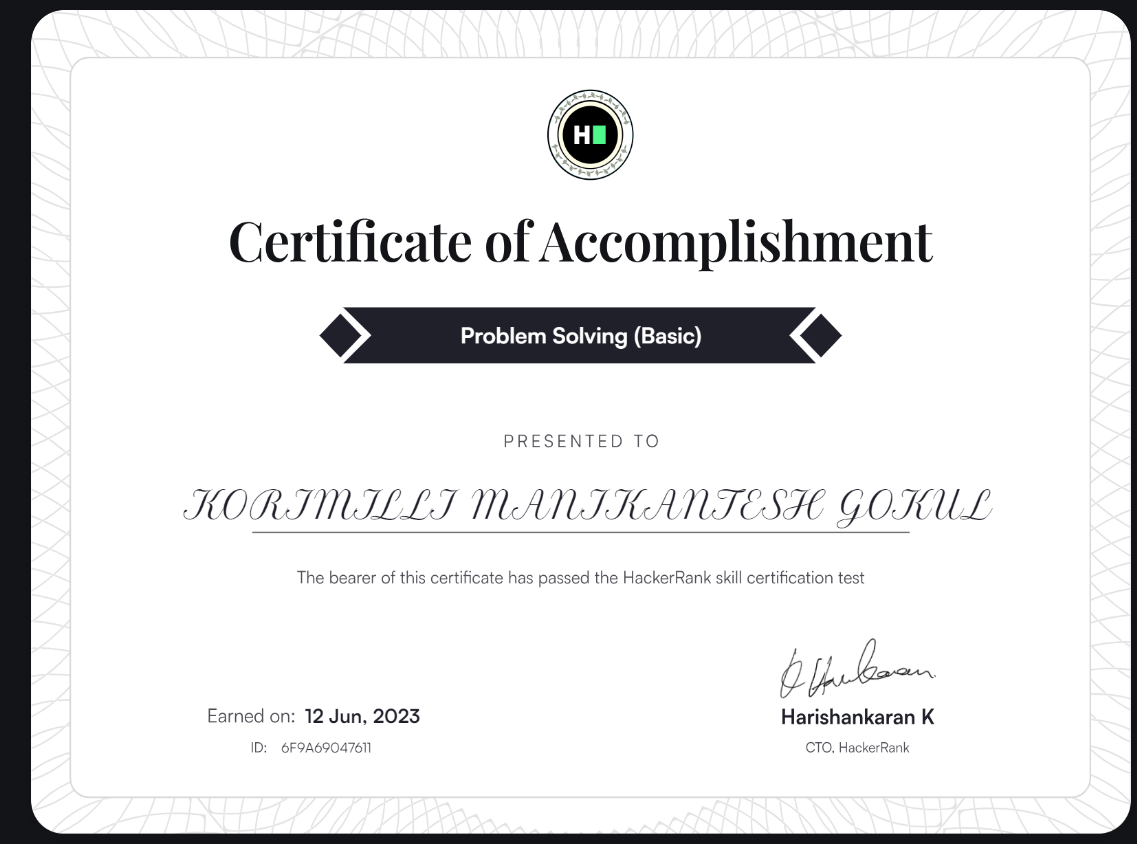 H
Certificate of Accomplishment
Problem Solving (Basic)
PRESENTED TO
KORIMILLI MANIKANTESH GOKUL
The bearer of this certificate has passed the HackerRank skill certification test
Earned on: 12 Jun, 2023
ID: 6F9A69047611
Harishankaran K
CTO, HackerRank